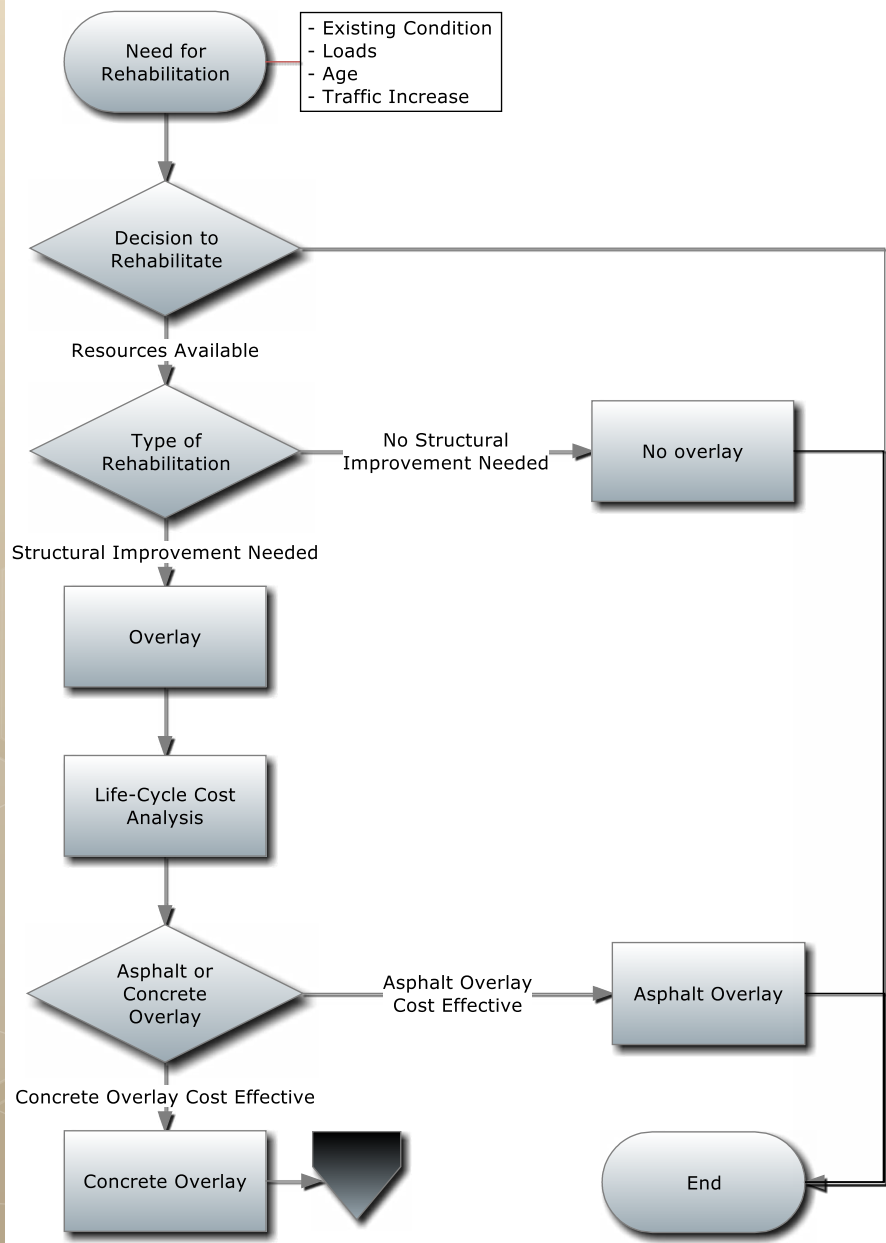 Need for
Rehabilitation
- Existing Condition
- Loads
- Age
- Traffic Increase
Decision to
Rehabilitate
Resources Available
Type of
Rehabilitation
No Structural
Improvement Needed
No overlay
Structural Improvement Needed
Overlay
Life-Cycle Cost
Analysis
Asphalt or
Concrete
Overlay
Asphalt Overlay
Cost Effective
Asphalt Overlay
Concrete Overlay Cost Effective
Concrete Overlay
End